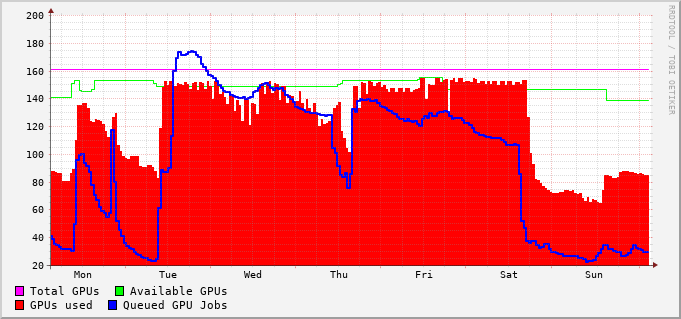 200
180
160
140
120
100
80
60
40
20
Mon Tue Wed Thu Fri Sat Sun
Total GPUs Available GPUs
GPUs used Queued GPU Jobs
RRDTOOL / TOBI OETIKER